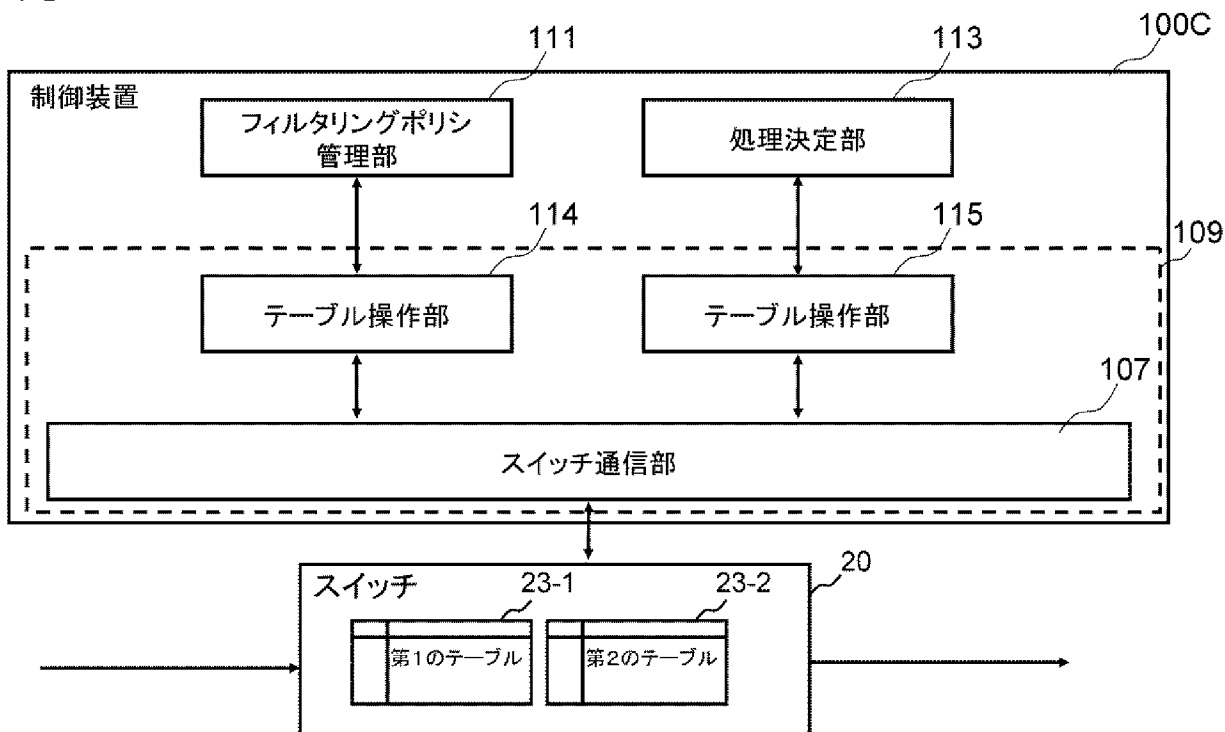 100C
111
113
制御装置
フィルタリングポリシ
管理部
処理決定部
114
115
109
テーブル操作部
テーブル操作部
107
スイッチ通信部
20
スイッチ
23-1
23-2
第1のテーブル
第2のテーブル